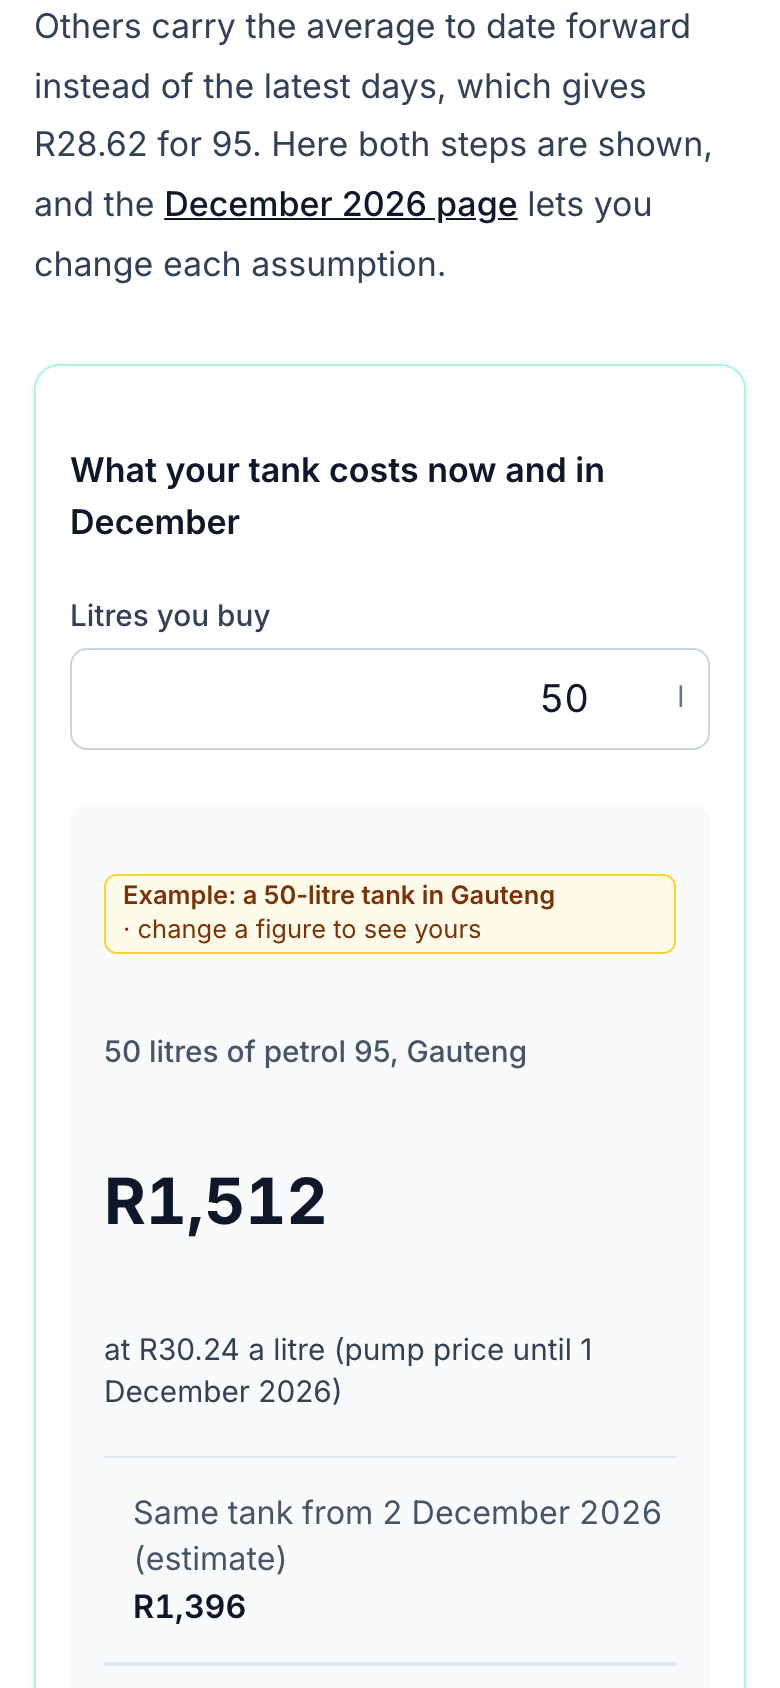 Others carry the average to date forward
instead of the latest days, which gives
R28.62 for 95. Here both steps are shown,
and the December 2026 page lets you
change each assumption.
What your tank costs now and in
December
Litres you buy
50 l
Example: a 50-litre tank in Gauteng
· change a figure to see yours
50 litres of petrol 95, Gauteng
R1,512
at R30.24 a litre (pump price until 1
December 2026)
Same tank from 2 December 2026
(estimate)
R1,396